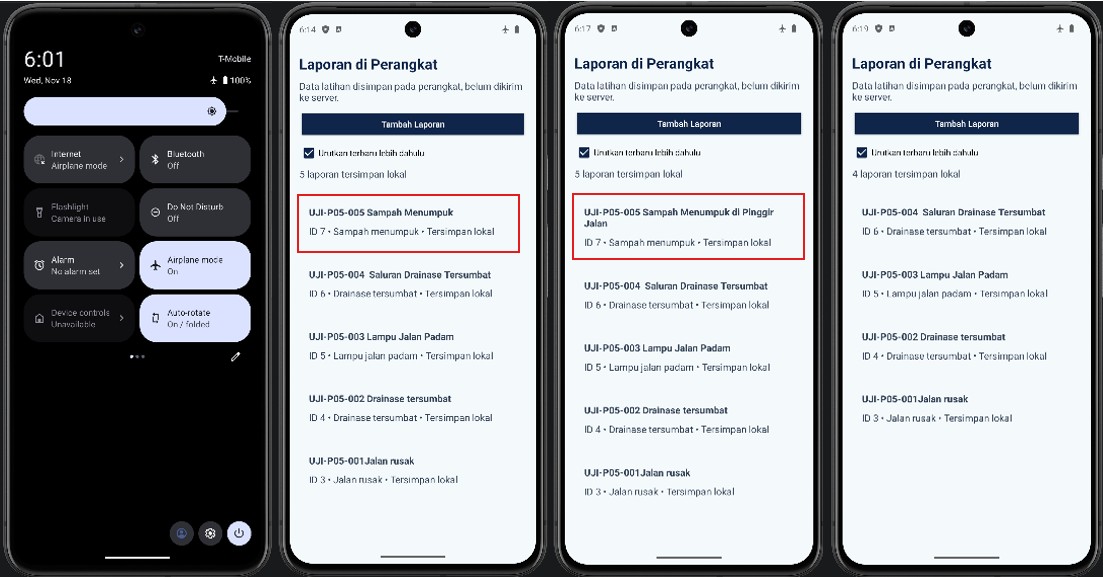 6:01
T-Mobile
Wed, Nov 18
100%
Internet
Airplane mode
Bluetooth
Off
Flashlight
Camera in use
Do Not Disturb
Off
Alarm
No alarm set
Airplane mode
On
Device controls
Unavailable
Auto-rotate
On / folded
6:14
Laporan di Perangkat
Data latihan disimpan pada perangkat, belum dikirim
ke server.
Tambah Laporan
Urutkan terbaru lebih dahulu
5 laporan tersimpan lokal
UJI-P05-005 Sampah Menumpuk
ID 7 • Sampah menumpuk • Tersimpan lokal
UJI-P05-004 Saluran Drainase Tersumbat
ID 6 • Drainase tersumbat • Tersimpan lokal
UJI-P05-003 Lampu Jalan Padam
ID 5 • Lampu jalan padam • Tersimpan lokal
UJI-P05-002 Drainase tersumbat
ID 4 • Drainase tersumbat • Tersimpan lokal
UJI-P05-001Jalan rusak
ID 3 • Jalan rusak • Tersimpan lokal
6:17
Laporan di Perangkat
Data latihan disimpan pada perangkat, belum dikirim
ke server.
Tambah Laporan
Urutkan terbaru lebih dahulu
5 laporan tersimpan lokal
UJI-P05-005 Sampah Menumpuk di Pinggir
Jalan
ID 7 • Sampah menumpuk • Tersimpan lokal
UJI-P05-004 Saluran Drainase Tersumbat
ID 6 • Drainase tersumbat • Tersimpan lokal
UJI-P05-003 Lampu Jalan Padam
ID 5 • Lampu jalan padam • Tersimpan lokal
UJI-P05-002 Drainase tersumbat
ID 4 • Drainase tersumbat • Tersimpan lokal
UJI-P05-001Jalan rusak
ID 3 • Jalan rusak • Tersimpan lokal
6:19
Laporan di Perangkat
Data latihan disimpan pada perangkat, belum dikirim
ke server.
Tambah Laporan
Urutkan terbaru lebih dahulu
4 laporan tersimpan lokal
UJI-P05-004 Saluran Drainase Tersumbat
ID 6 • Drainase tersumbat • Tersimpan lokal
UJI-P05-003 Lampu Jalan Padam
ID 5 • Lampu jalan padam • Tersimpan lokal
UJI-P05-002 Drainase tersumbat
ID 4 • Drainase tersumbat • Tersimpan lokal
UJI-P05-001Jalan rusak
ID 3 • Jalan rusak • Tersimpan lokal